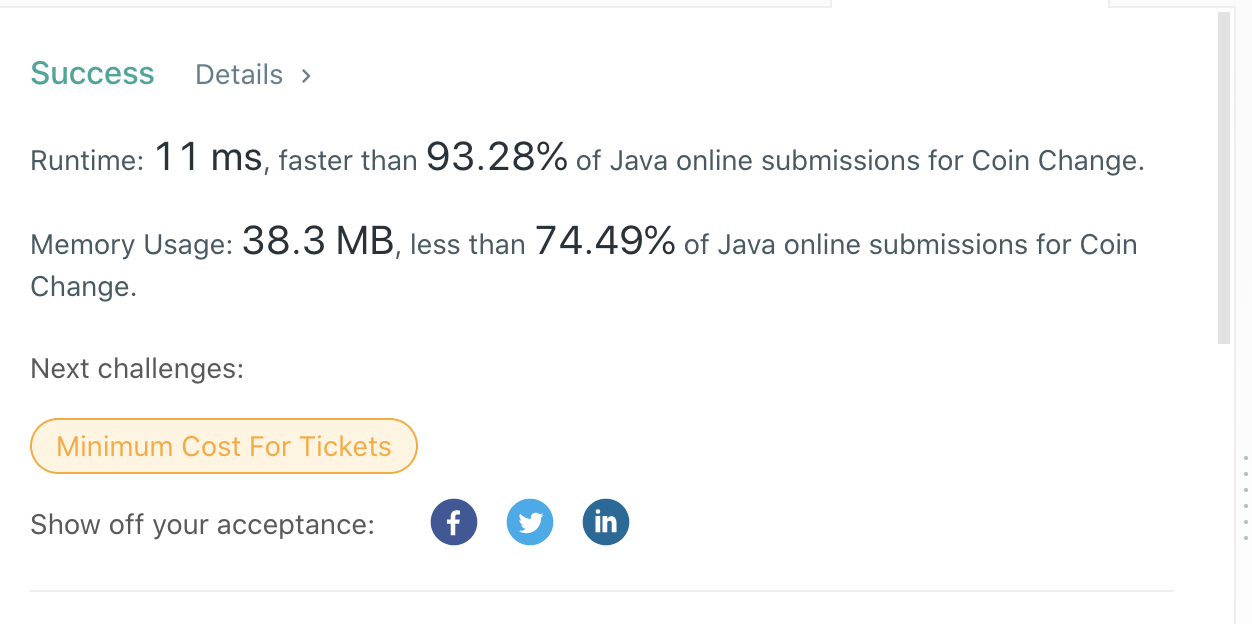 Success Details >
Runtime: 11 ms, faster than 93.28% of Java online submissions for Coin Change.
Memory Usage: 38.3 MB, less than 74.49% of Java online submissions for Coin
Change.
Next challenges:
Minimum Cost For Tickets
Show off your acceptance: f in